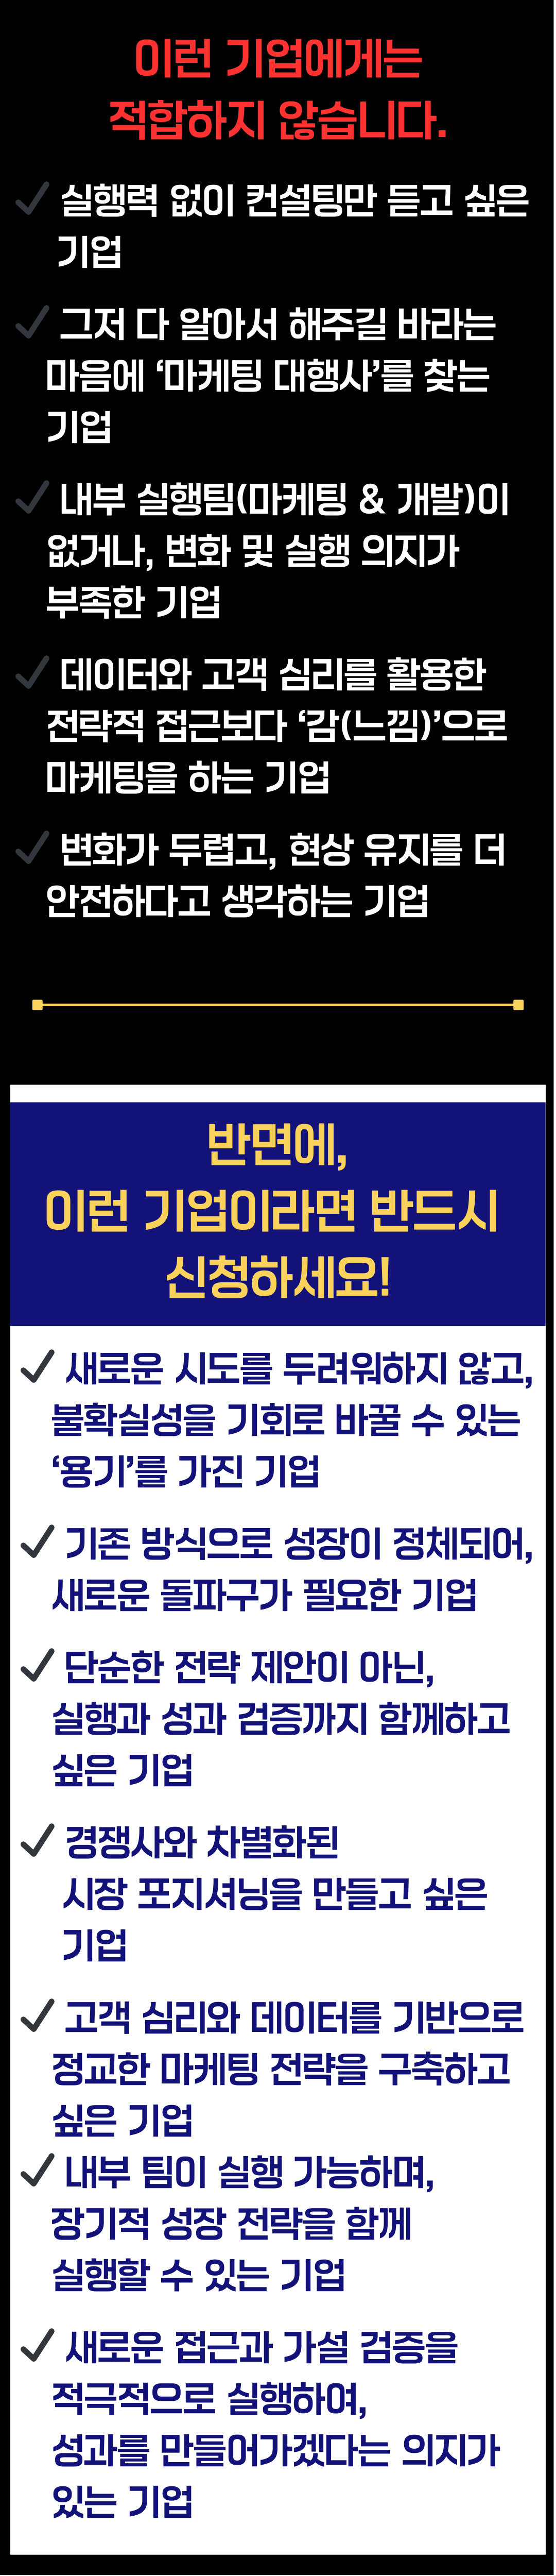 이런 기업에게는
적합하지 않습니다.
✓ 실행력 없이 컨설팅만 듣고 싶은
기업
✓ 그저 다 알아서 해주길 바라는
마음에 ‘마케팅 대행사’를 찾는
기업
✓ 내부 실행팀(마케팅 & 개발)이
없거나, 변화 및 실행 의지가
부족한 기업
✓ 데이터와 고객 심리를 활용한
전략적 접근보다 ‘감(느낌)’으로
마케팅을 하는 기업
✓ 변화가 두렵고, 현상 유지를 더
안전하다고 생각하는 기업
반면에,
이런 기업이라면 반드시
신청하세요!
✓ 새로운 시도를 두려워하지 않고,
불확실성을 기회로 바꿀 수 있는
‘용기’를 가진 기업
✓ 기존 방식으로 성장이 정체되어,
새로운 돌파구가 필요한 기업
✓ 단순한 전략 제안이 아닌,
실행과 성과 검증까지 함께하고
싶은 기업
✓ 경쟁사와 차별화된
시장 포지셔닝을 만들고 싶은
기업
✓ 고객 심리와 데이터를 기반으로
정교한 마케팅 전략을 구축하고
싶은 기업
✓ 내부 팀이 실행 가능하며,
장기적 성장 전략을 함께
실행할 수 있는 기업
✓ 새로운 접근과 가설 검증을
적극적으로 실행하여,
성과를 만들어가겠다는 의지가
있는 기업